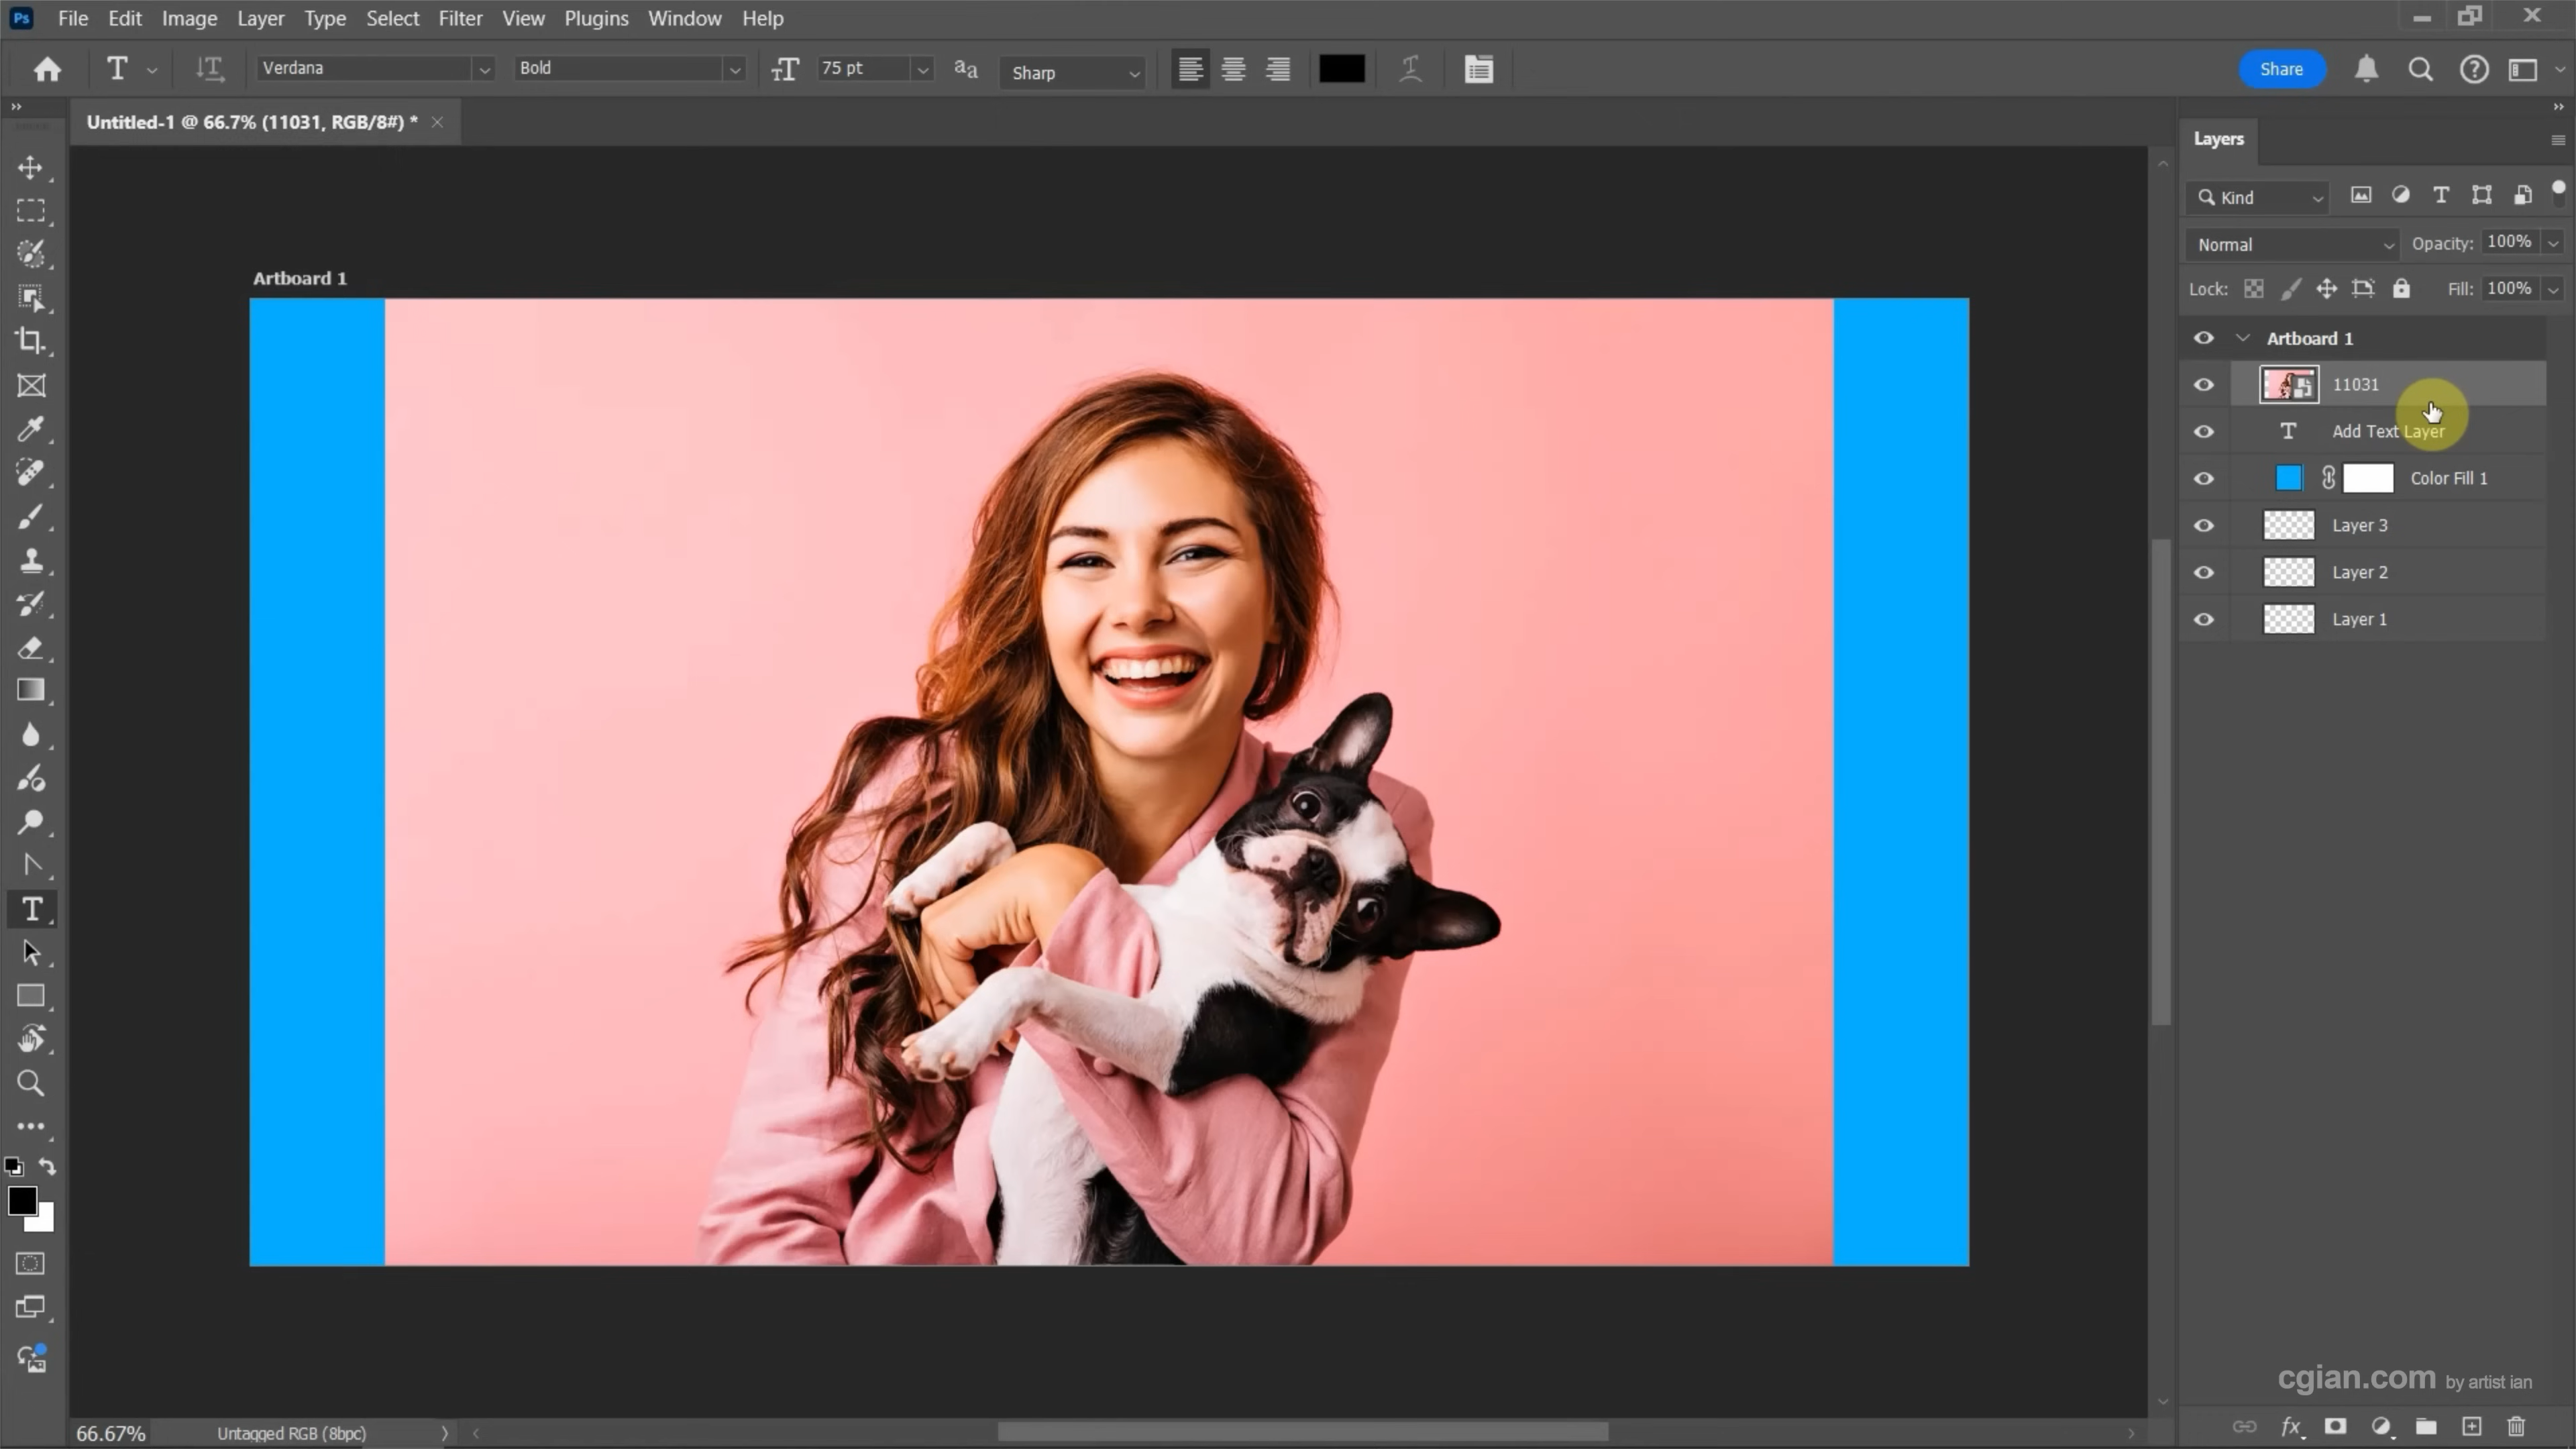 Ps File Edit Image Layer Type Select Filter View Plugins Window Help
T Verdana Bold 75 pt aa Sharp Share
Untitled-1 @ 66.7% (11031, RGB/8#) *
Layers
Kind
Normal Opacity: 100%
Lock: Fill: 100%
Artboard 1
Artboard 1
11031
T Add Text Layer
Color Fill 1
Layer 3
Layer 2
Layer 1
cgian.com by artist ian
66.67% Untagged RGB (8bpc)
fx